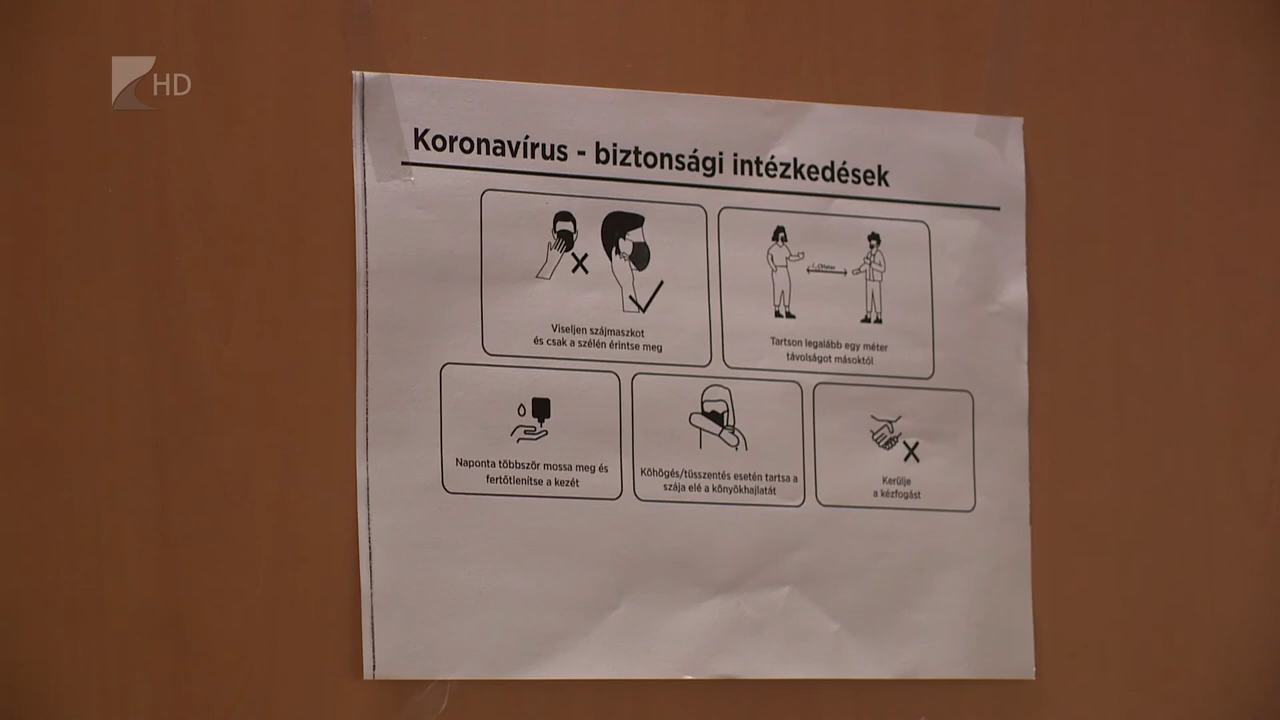 HD
Koronavírus - biztonsági intézkedések
Viseljen szájmaszkot
és csak a szélén érintse meg
Tartson legalább egy méter
távolságot másoktól
Naponta többször mossa meg és
fertőtlenítse a kezét
Köhögés/tüsszentés esetén tartsa a
szája elé a könyökhajlatát
Kerülje
a kézfogást